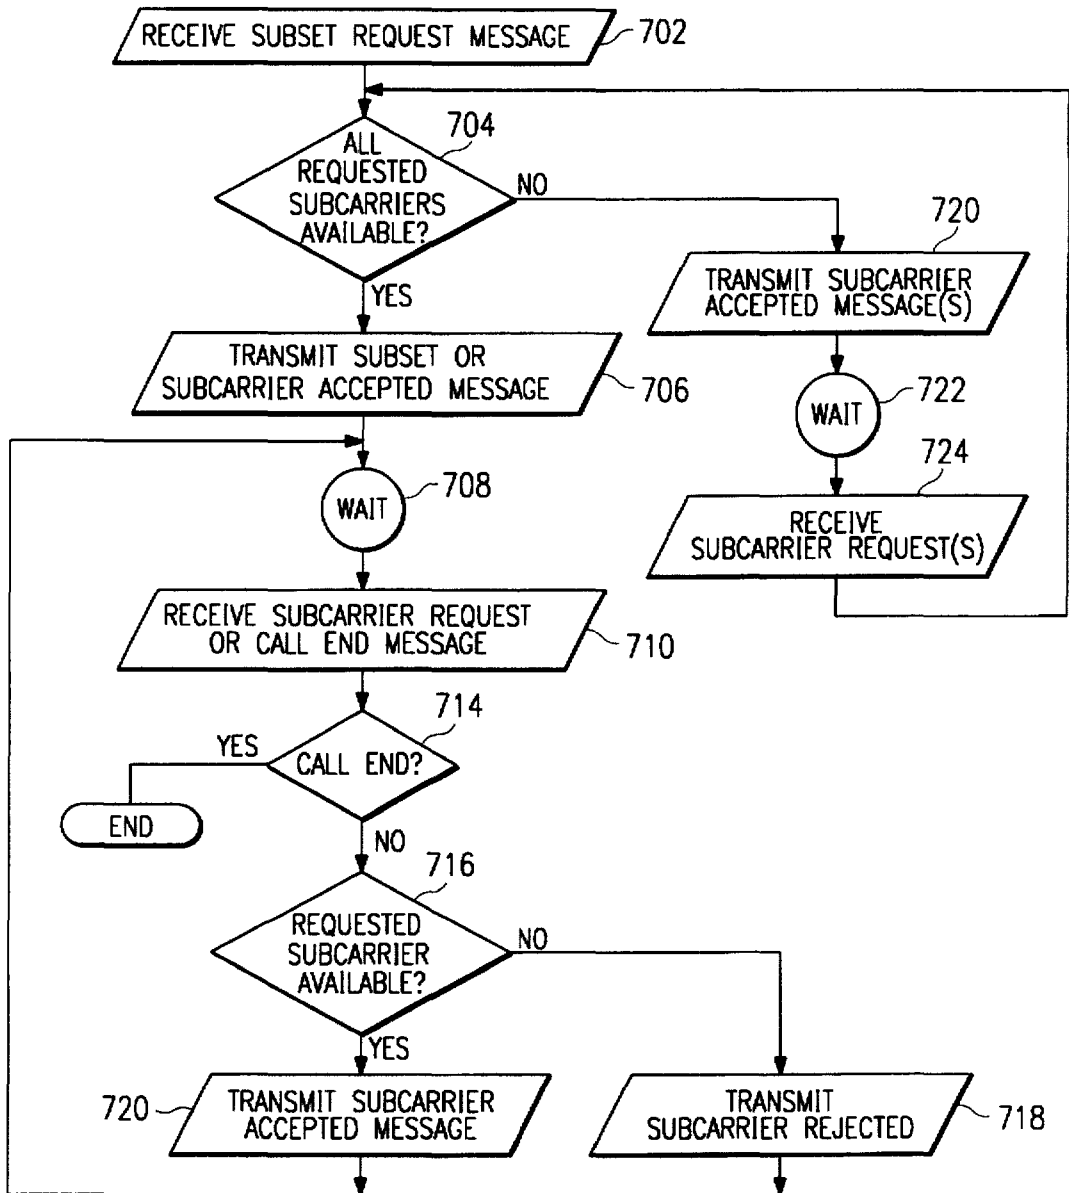 RECEIVE SUBSET REQUEST MESSAGE
702
704
ALL
REQUESTED
SUBCARRIERS
AVAILABLE?
NO
YES
720
TRANSMIT SUBCARRIER
ACCEPTED MESSAGE(S)
TRANSMIT SUBSET OR
SUBCARRIER ACCEPTED MESSAGE
706
WAIT
722
WAIT
708
724
RECEIVE
SUBCARRIER REQUEST(S)
RECEIVE SUBCARRIER REQUEST
OR CALL END MESSAGE
710
714
YES
CALL END?
END
NO
716
REQUESTED
SUBCARRIER
AVAILABLE?
NO
YES
720
TRANSMIT SUBCARRIER
ACCEPTED MESSAGE
TRANSMIT
SUBCARRIER REJECTED
718